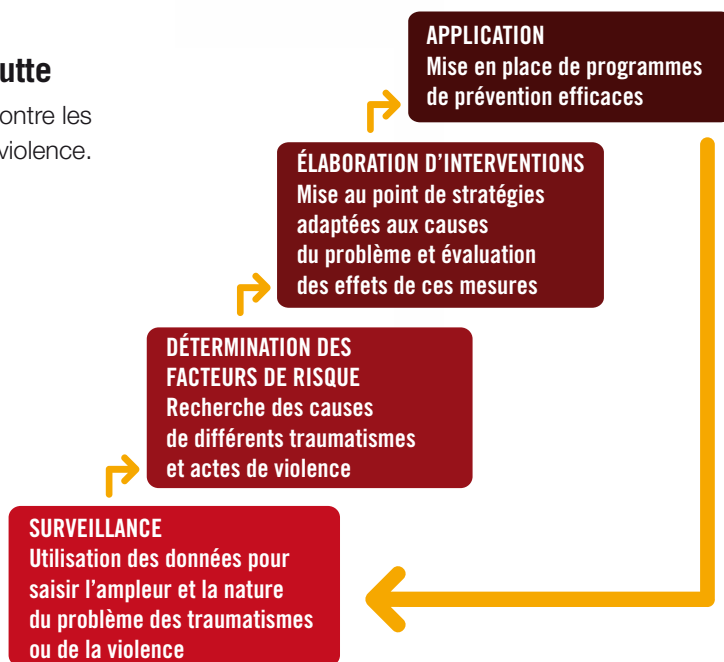 utte
ontre les
violence.
APPLICATION
Mise en place de programmes
de prévention efficaces
ÉLABORATION D’INTERVENTIONS
Mise au point de stratégies
adaptées aux causes
du problème et évaluation
des effets de ces mesures
DÉTERMINATION DES
FACTEURS DE RISQUE
Recherche des causes
de différents traumatismes
et actes de violence
SURVEILLANCE
Utilisation des données pour
saisir l’ampleur et la nature
du problème des traumatismes
ou de la violence